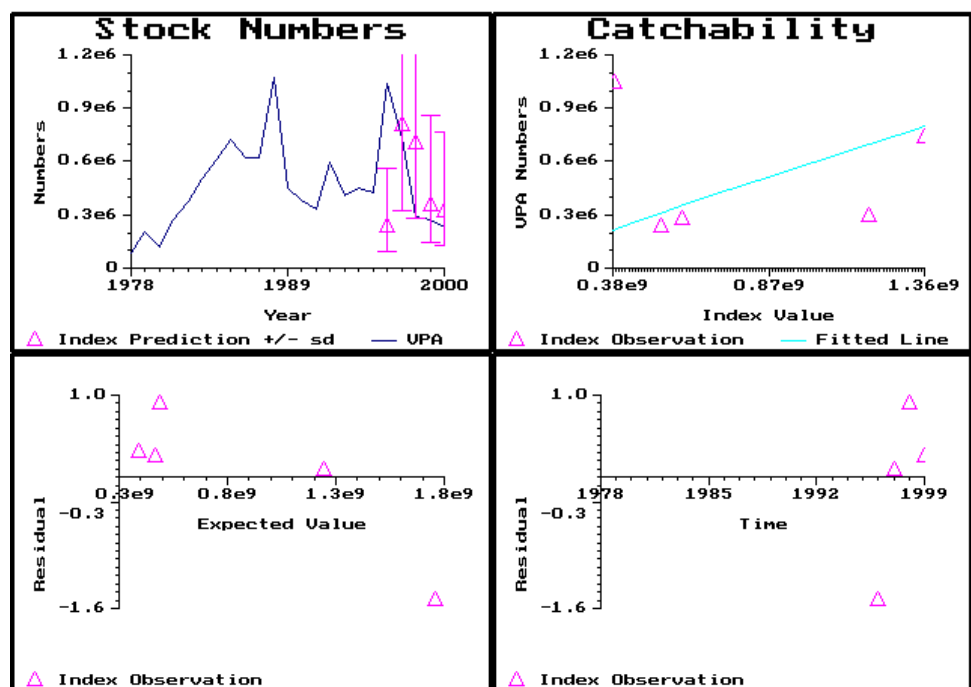 Stock Numbers
1.2e6
0.9e6
0.6e6
0.3e6
0
Numbers
1978 1989 2000
Year
Index Prediction +/- sd VPA
Catchability
1.2e6
0.9e6
0.6e6
0.3e6
0
VPA Numbers
0.38e9 0.87e9 1.36e9
Index Value
Index Observation Fitted Line
1.0
-0.3
-1.6
Residual
0.3e9 0.8e9 1.3e9 1.8e9
Expected Value
Index Observation
1.0
-0.3
-1.6
Residual
1978 1985 1992 1999
Time
Index Observation